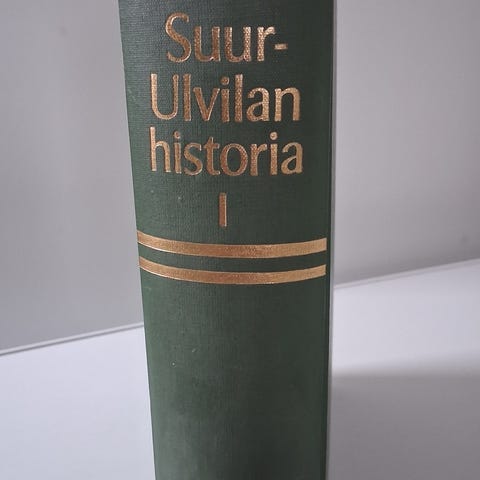 Suur-
Ulvilan
historia
I